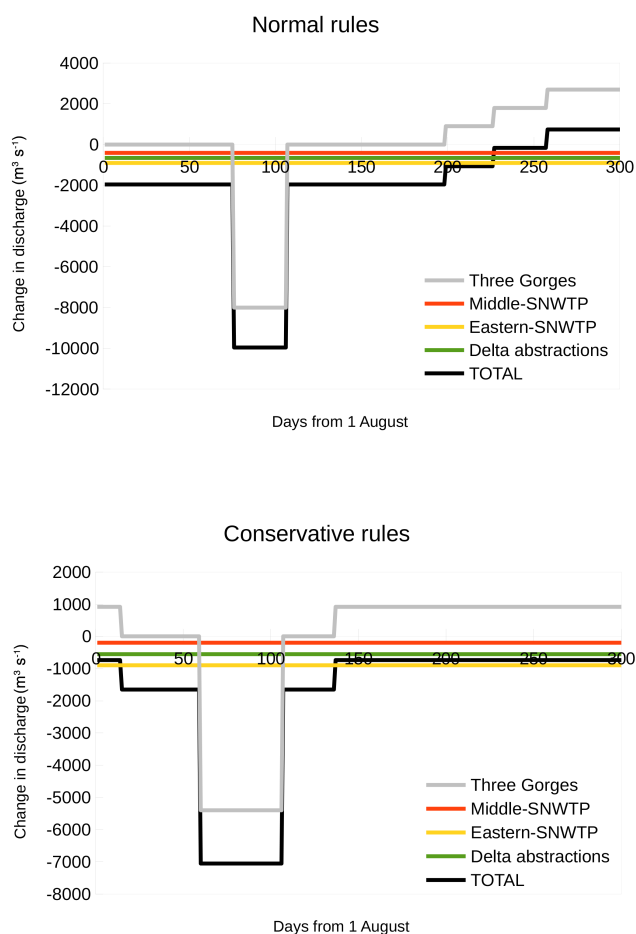 Normal rules
4000
2000
0
-2000
-4000
-6000
-8000
-10000
-12000
0 50 100 150 200 250 300
Change in discharge (m³ s⁻¹)
Three Gorges
Middle-SNWTP
Eastern-SNWTP
Delta abstractions
TOTAL
Days from 1 August
Conservative rules
2000
1000
0
-1000
-2000
-3000
-4000
-5000
-6000
-7000
-8000
0 50 100 150 200 250 300
Change in discharge (m³ s⁻¹)
Three Gorges
Middle-SNWTP
Eastern-SNWTP
Delta abstractions
TOTAL
Days from 1 August